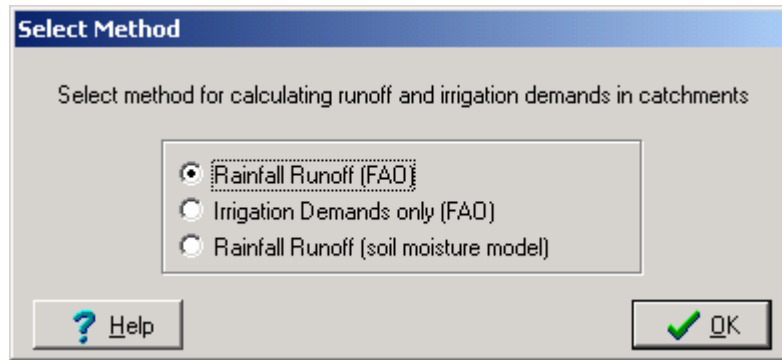 Select Method
Select method for calculating runoff and irrigation demands in catchments
Rainfall Runoff (FAO)
Irrigation Demands only (FAO)
Rainfall Runoff (soil moisture model)
? Help
OK